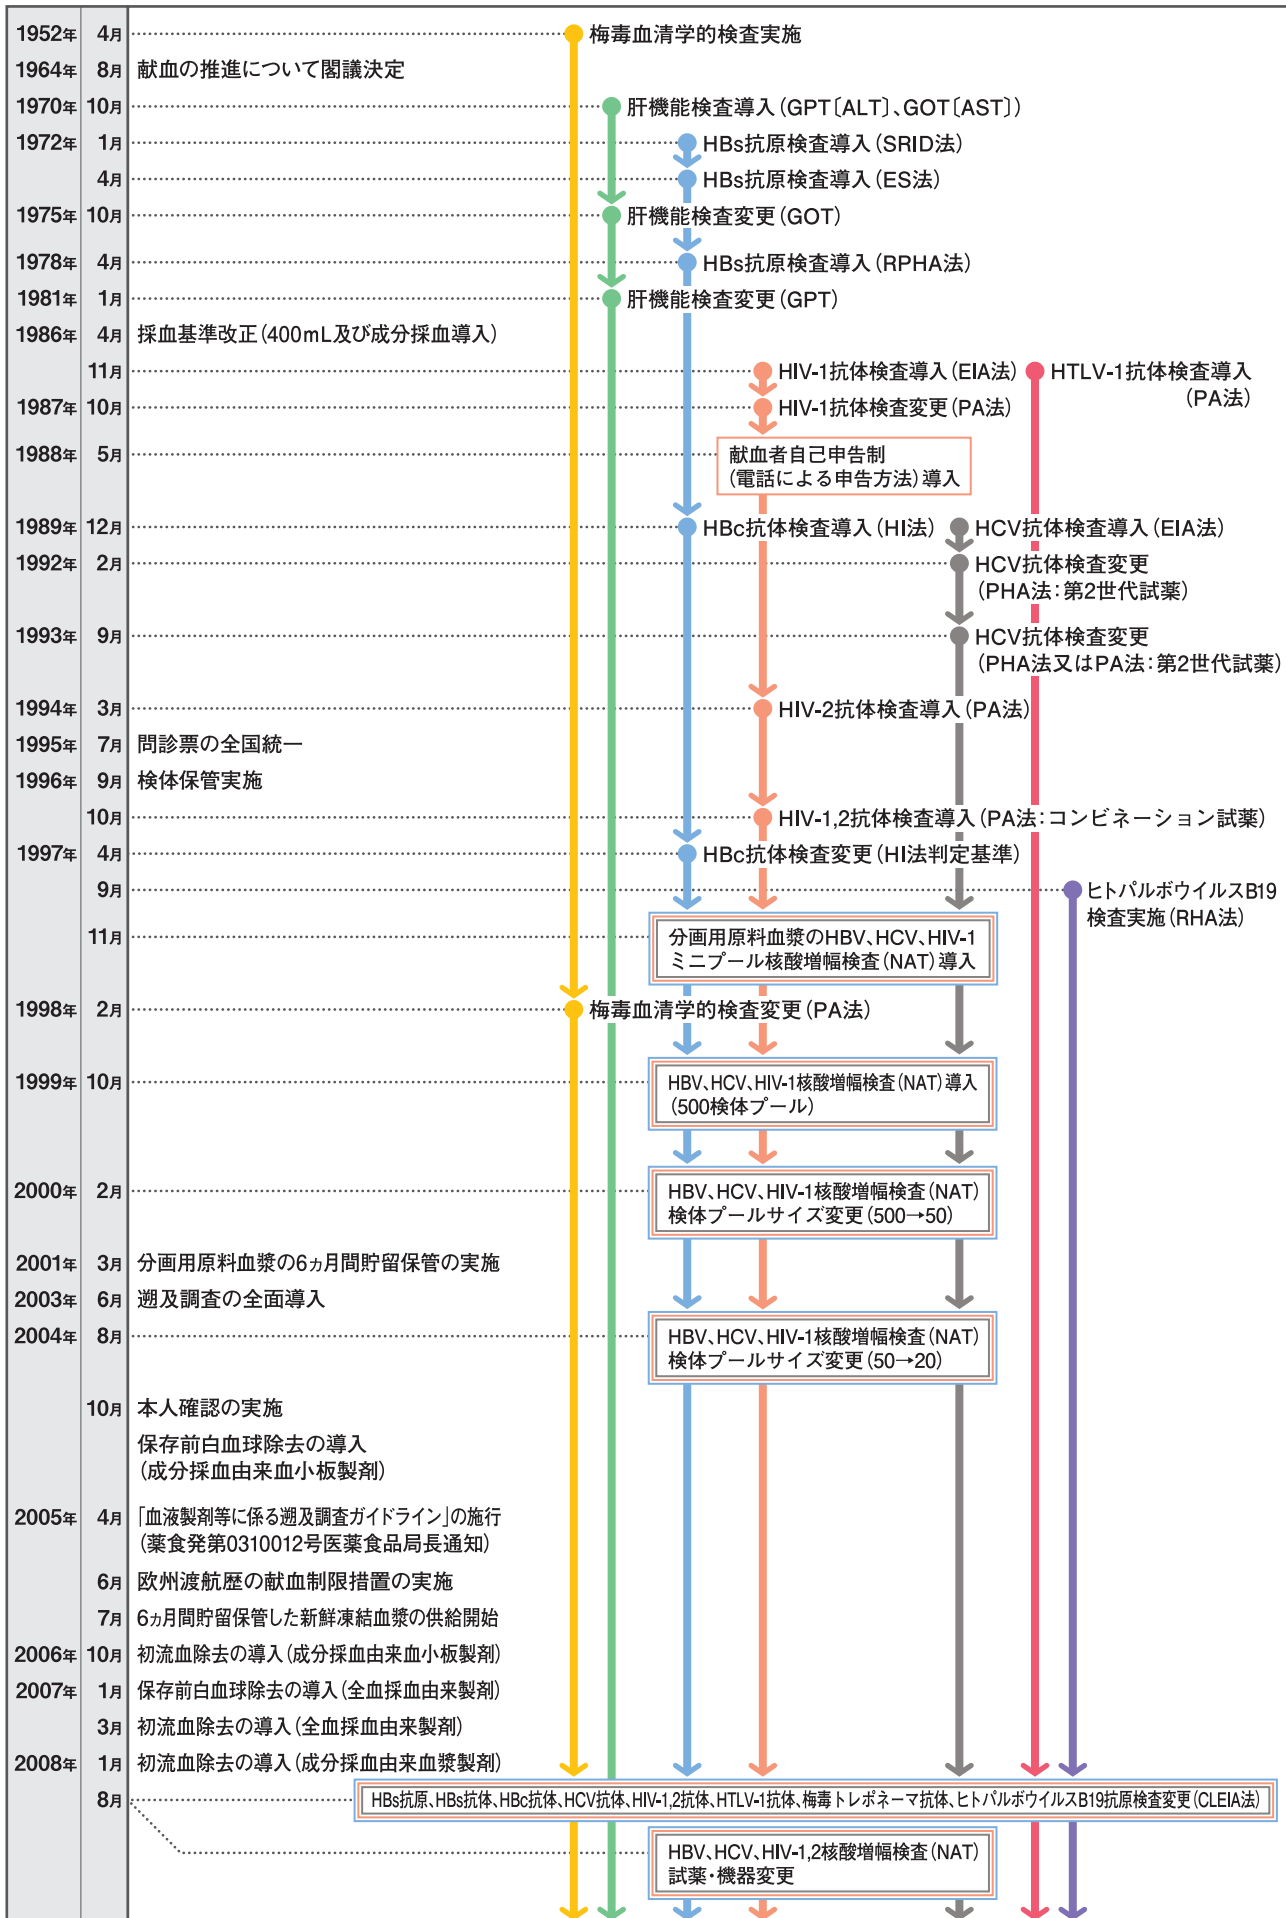 1952年 4月 梅毒血清学的検査実施
1964年 8月 献血の推進について閣議決定
1970年 10月 肝機能検査導入(GPT〔ALT〕、GOT〔AST〕)
1972年 1月 HBs抗原検査導入(SRID法)
4月 HBs抗原検査導入(ES法)
1975年 10月 肝機能検査変更(GOT)
1978年 4月 HBs抗原検査導入(RPHA法)
1981年 1月 肝機能検査変更(GPT)
1986年 4月 採血基準改正(400mL及び成分採血導入)
11月 HIV-1抗体検査導入(EIA法) HTLV-1抗体検査導入
(PA法)
1987年 10月 HIV-1抗体検査変更(PA法)
1988年 5月 献血者自己申告制
(電話による申告方法)導入
1989年 12月 HBc抗体検査導入(HI法) HCV抗体検査導入(EIA法)
1992年 2月 HCV抗体検査変更
(PHA法:第2世代試薬)
1993年 9月 HCV抗体検査変更
(PHA法又はPA法:第2世代試薬)
1994年 3月 HIV-2抗体検査導入(PA法)
1995年 7月 問診票の全国統一
1996年 9月 検体保管実施
10月 HIV-1,2抗体検査導入(PA法:コンビネーション試薬)
1997年 4月 HBc抗体検査変更(HI法判定基準)
9月 ヒトパルボウイルスB19
検査実施(RHA法)
11月 分画用原料血漿のHBV、HCV、HIV-1
ミニプール核酸増幅検査(NAT)導入
1998年 2月 梅毒血清学的検査変更(PA法)
1999年 10月 HBV、HCV、HIV-1核酸増幅検査(NAT)導入
(500検体プール)
2000年 2月 HBV、HCV、HIV-1核酸増幅検査(NAT)
検体プールサイズ変更(500→50)
2001年 3月 分画用原料血漿の6ヵ月間貯留保管の実施
2003年 6月 遡及調査の全面導入
2004年 8月 HBV、HCV、HIV-1核酸増幅検査(NAT)
検体プールサイズ変更(50→20)
10月 本人確認の実施
保存前白血球除去の導入
(成分採血由来血小板製剤)
2005年 4月 「血液製剤等に係る遡及調査ガイドライン」の施行
(薬食発第0310012号医薬食品局長通知)
6月 欧州渡航歴の献血制限措置の実施
7月 6ヵ月間貯留保管した新鮮凍結血漿の供給開始
2006年 10月 初流血除去の導入(成分採血由来血小板製剤)
2007年 1月 保存前白血球除去の導入(全血採血由来製剤)
3月 初流血除去の導入(全血採血由来製剤)
2008年 1月 初流血除去の導入(成分採血由来血漿製剤)
8月 HBs抗原、HBs抗体、HBc抗体、HCV抗体、HIV-1,2抗体、HTLV-1抗体、梅毒トレポネーマ抗体、ヒトパルボウイルスB19抗原検査変更(CLEIA法)
HBV、HCV、HIV-1,2核酸増幅検査(NAT)
試薬・機器変更